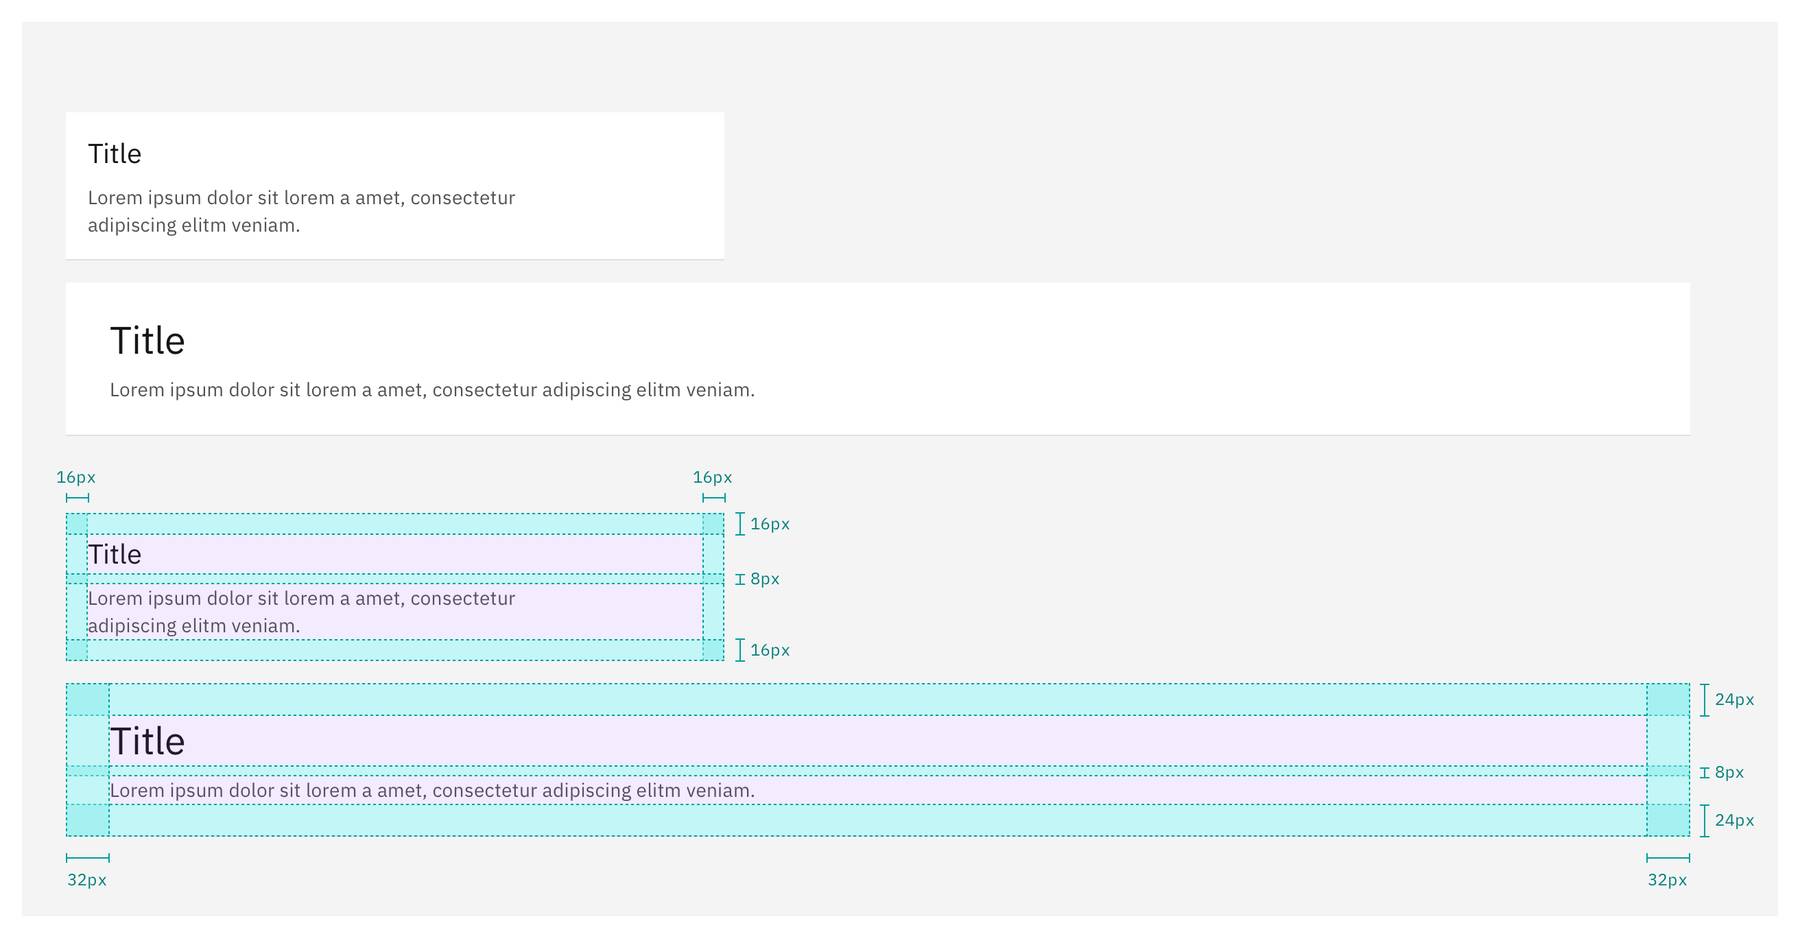 Title
Lorem ipsum dolor sit lorem a amet, consectetur
adipiscing elitm veniam.
Title
Lorem ipsum dolor sit lorem a amet, consectetur adipiscing elitm veniam.
16px
16px
16px
Title
8px
Lorem ipsum dolor sit lorem a amet, consectetur
adipiscing elitm veniam.
16px
24px
Title
8px
Lorem ipsum dolor sit lorem a amet, consectetur adipiscing elitm veniam.
24px
32px
32px